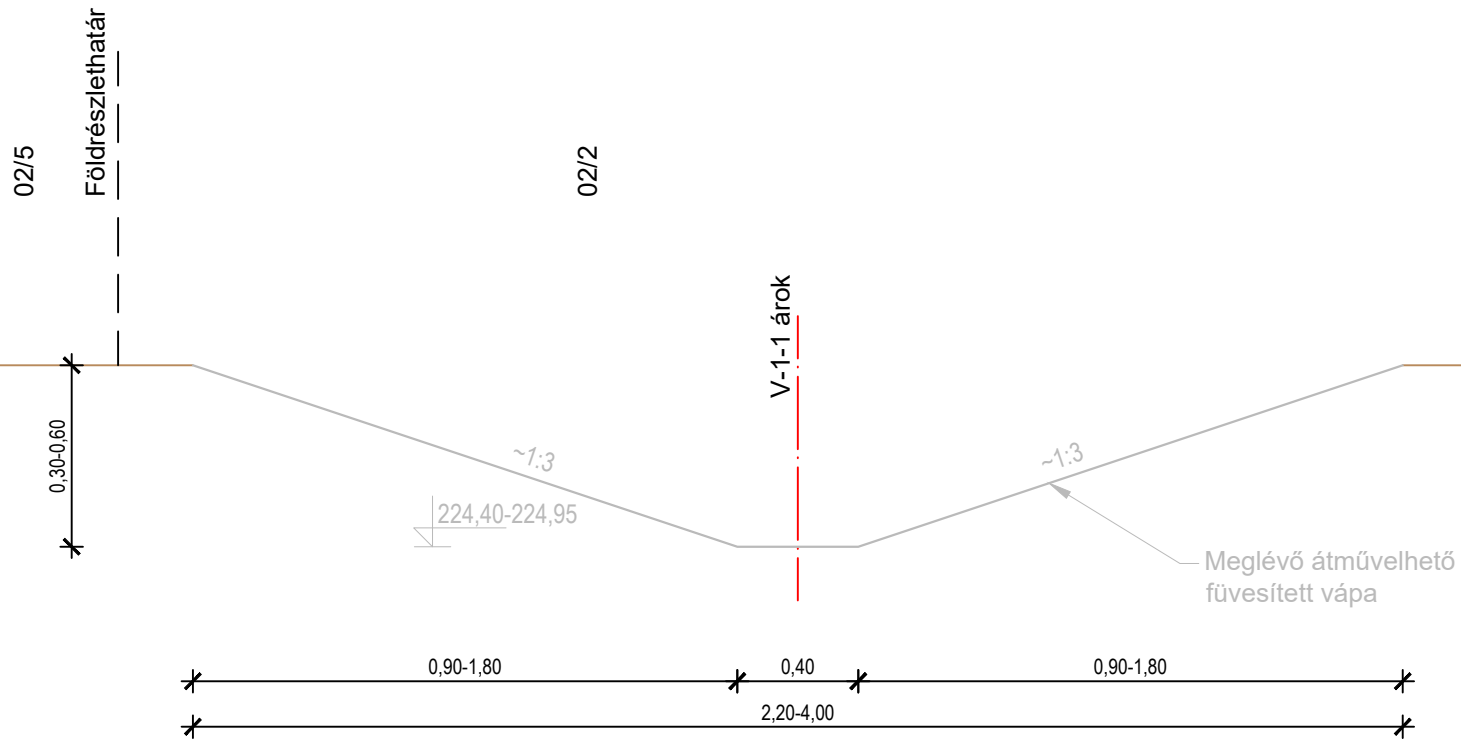 02/5
Földrészlethatár
02/2
V-1-1 árok
0,30-0,60
~1:3
~1:3
224,40-224,95
Meglévő átművelhető
füvesített vápa
0,90-1,80
0,40
0,90-1,80
2,20-4,00